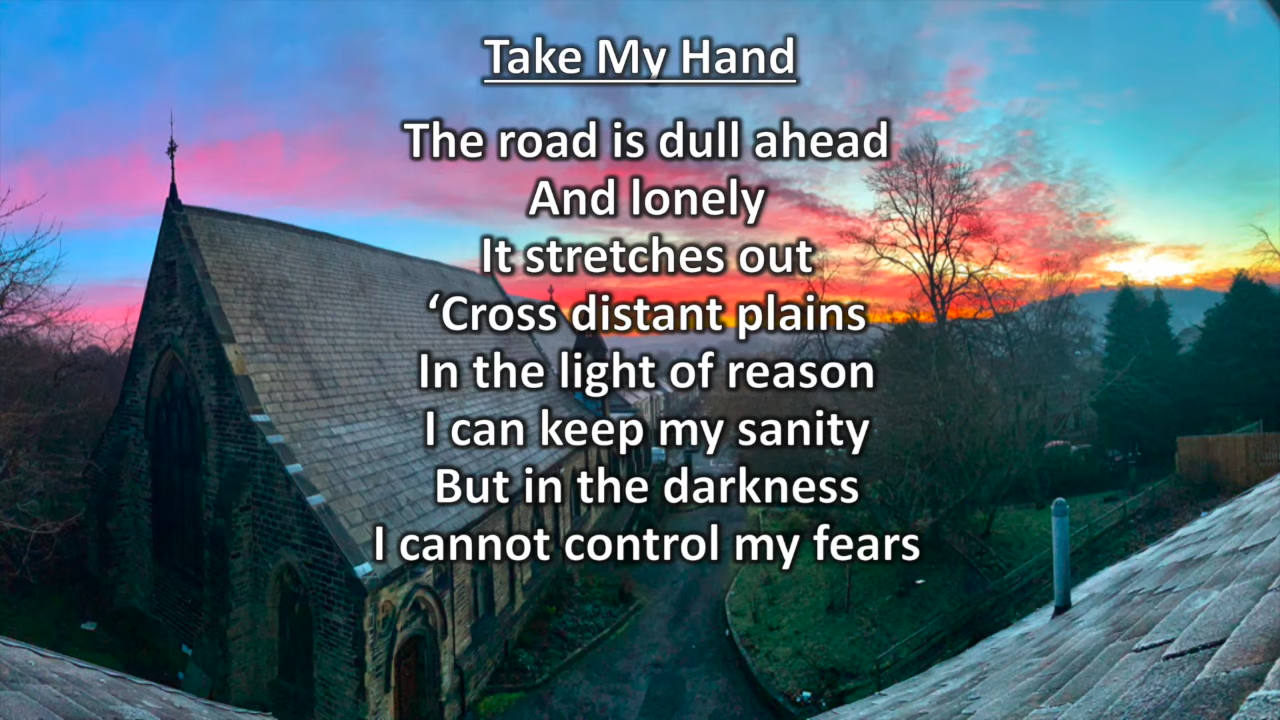 Take My Hand
The road is dull ahead
And lonely
It stretches out
‘Cross distant plains
In the light of reason
I can keep my sanity
But in the darkness
I cannot control my fears